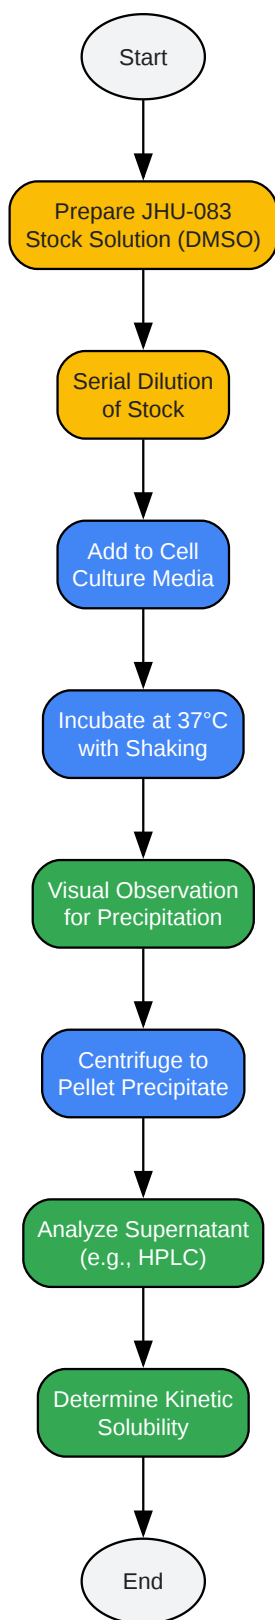 Start
Prepare JHU-083
Stock Solution (DMSO)
Serial Dilution
of Stock
Add to Cell
Culture Media
Incubate at 37°C
with Shaking
Visual Observation
for Precipitation
Centrifuge to
Pellet Precipitate
Analyze Supernatant
(e.g., HPLC)
Determine Kinetic
Solubility
End